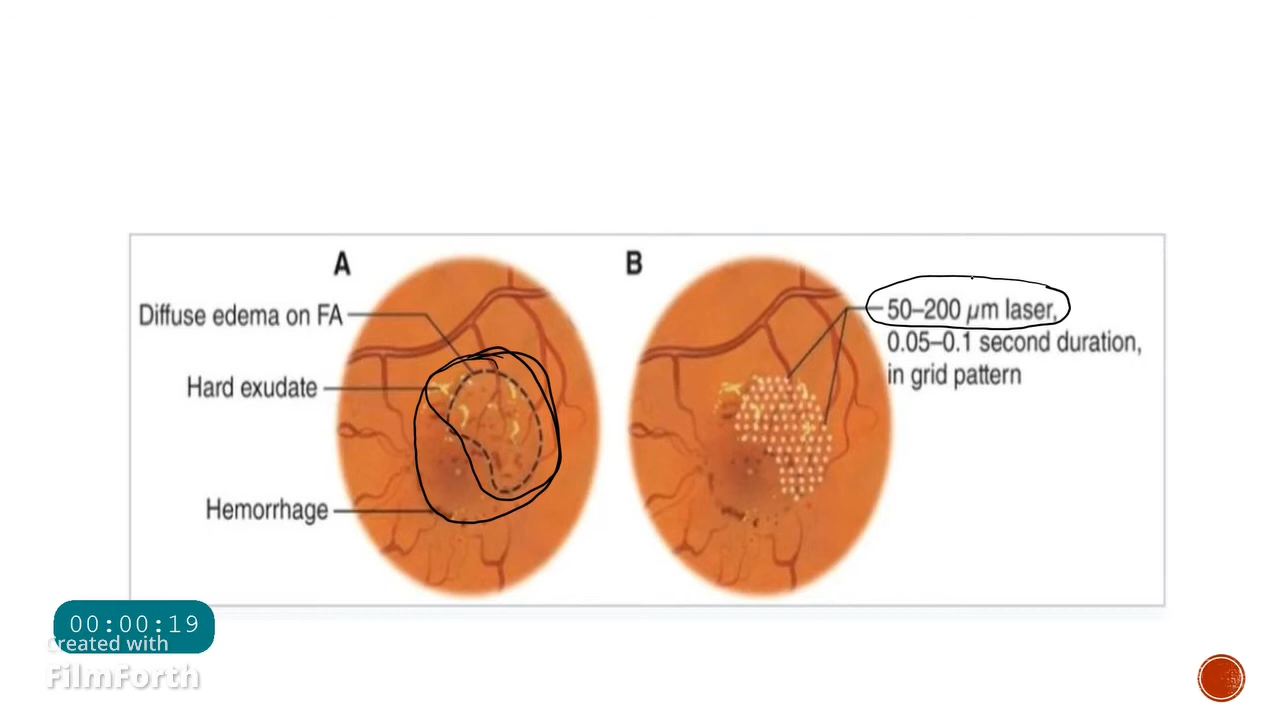 A
B
Diffuse edema on FA
Hard exudate
Hemorrhage
50–200 µm laser,
0.05–0.1 second duration,
in grid pattern
00:00:19
Created with
FilmForth